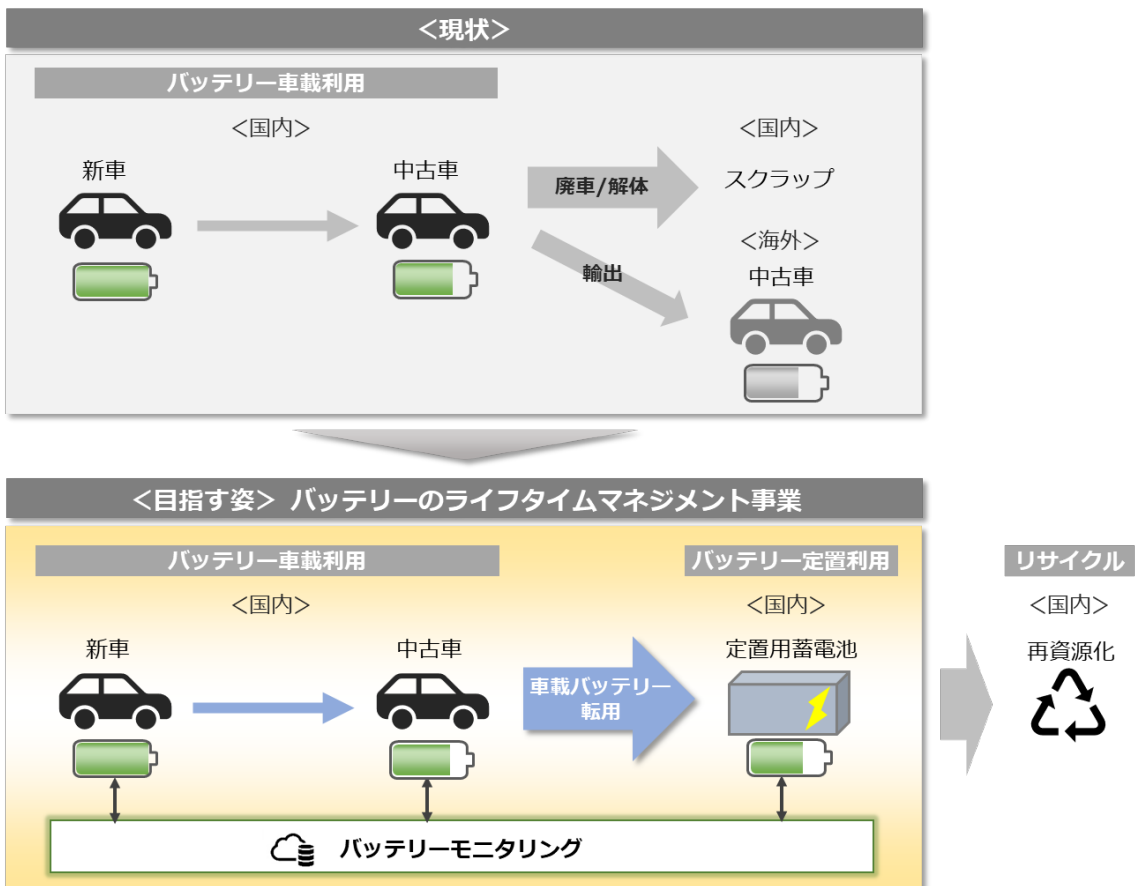 <現状>
バッテリー車載利用
<国内>
<国内>
新車
中古車
廃車/解体
スクラップ
<海外>
輸出
中古車
<目指す姿> バッテリーのライフタイムマネジメント事業
バッテリー車載利用
バッテリー定置利用
リサイクル
<国内>
<国内>
<国内>
新車
中古車
定置用蓄電池
再資源化
車載バッテリー
転用
バッテリーモニタリング